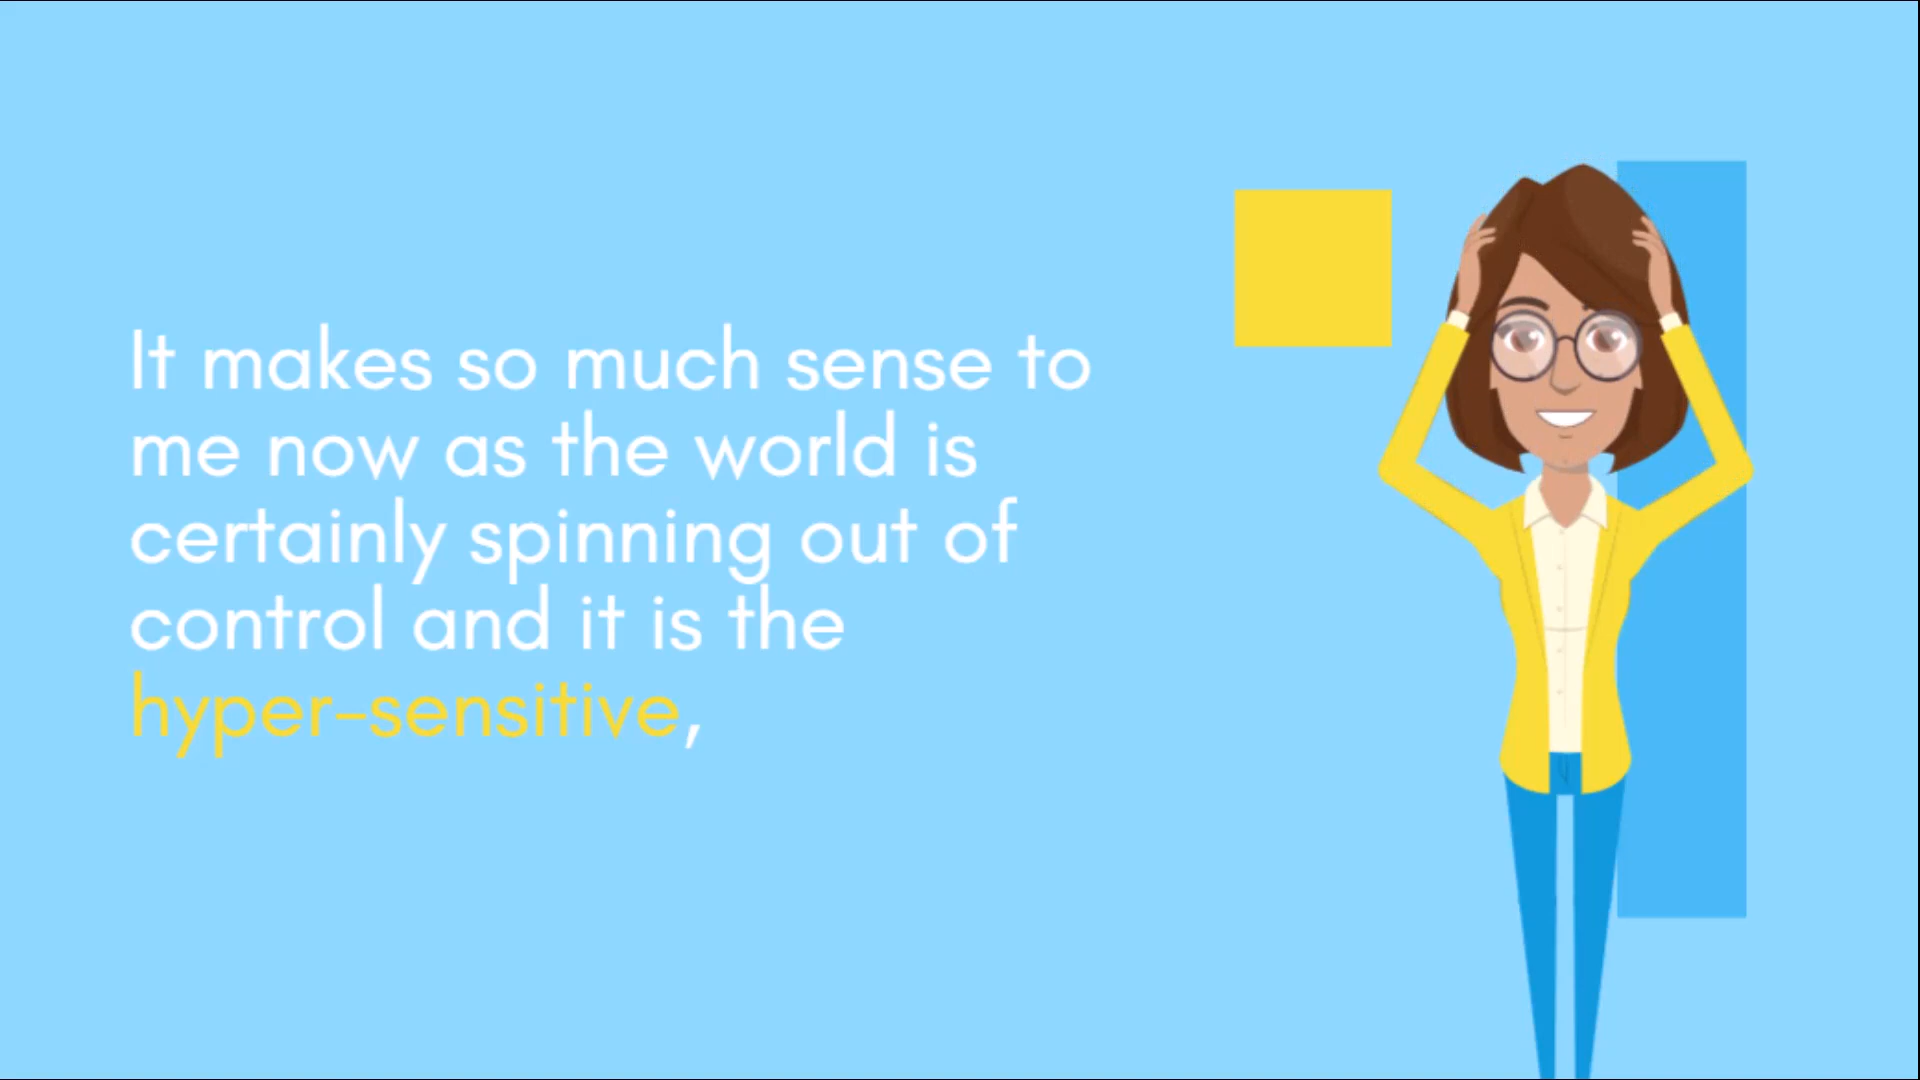 It makes so much sense to
me now as the world is
certainly spinning out of
control and it is the
hyper-sensitive,